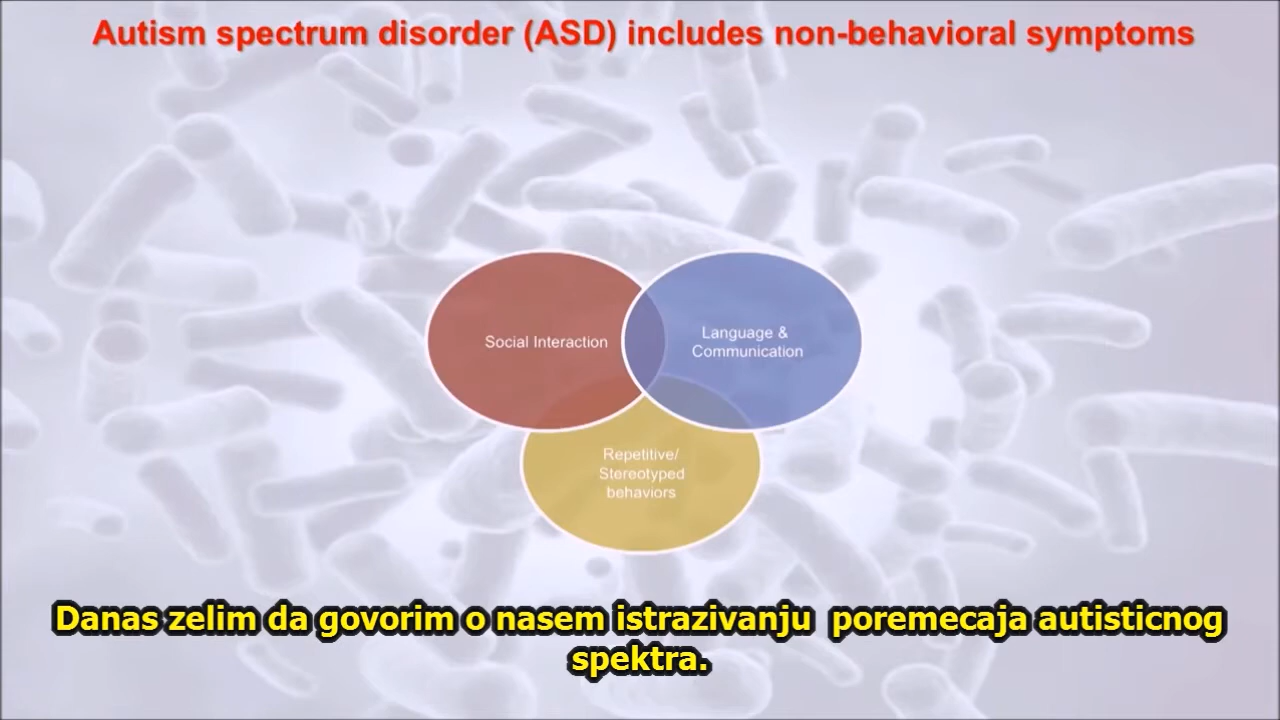 Autism spectrum disorder (ASD) includes non-behavioral symptoms
Social Interaction
Language &
Communication
Repetitive/
Stereotyped
behaviors
Danas zelim da govorim o nasem istrazivanju  poremecaja autisticnog
spektra.